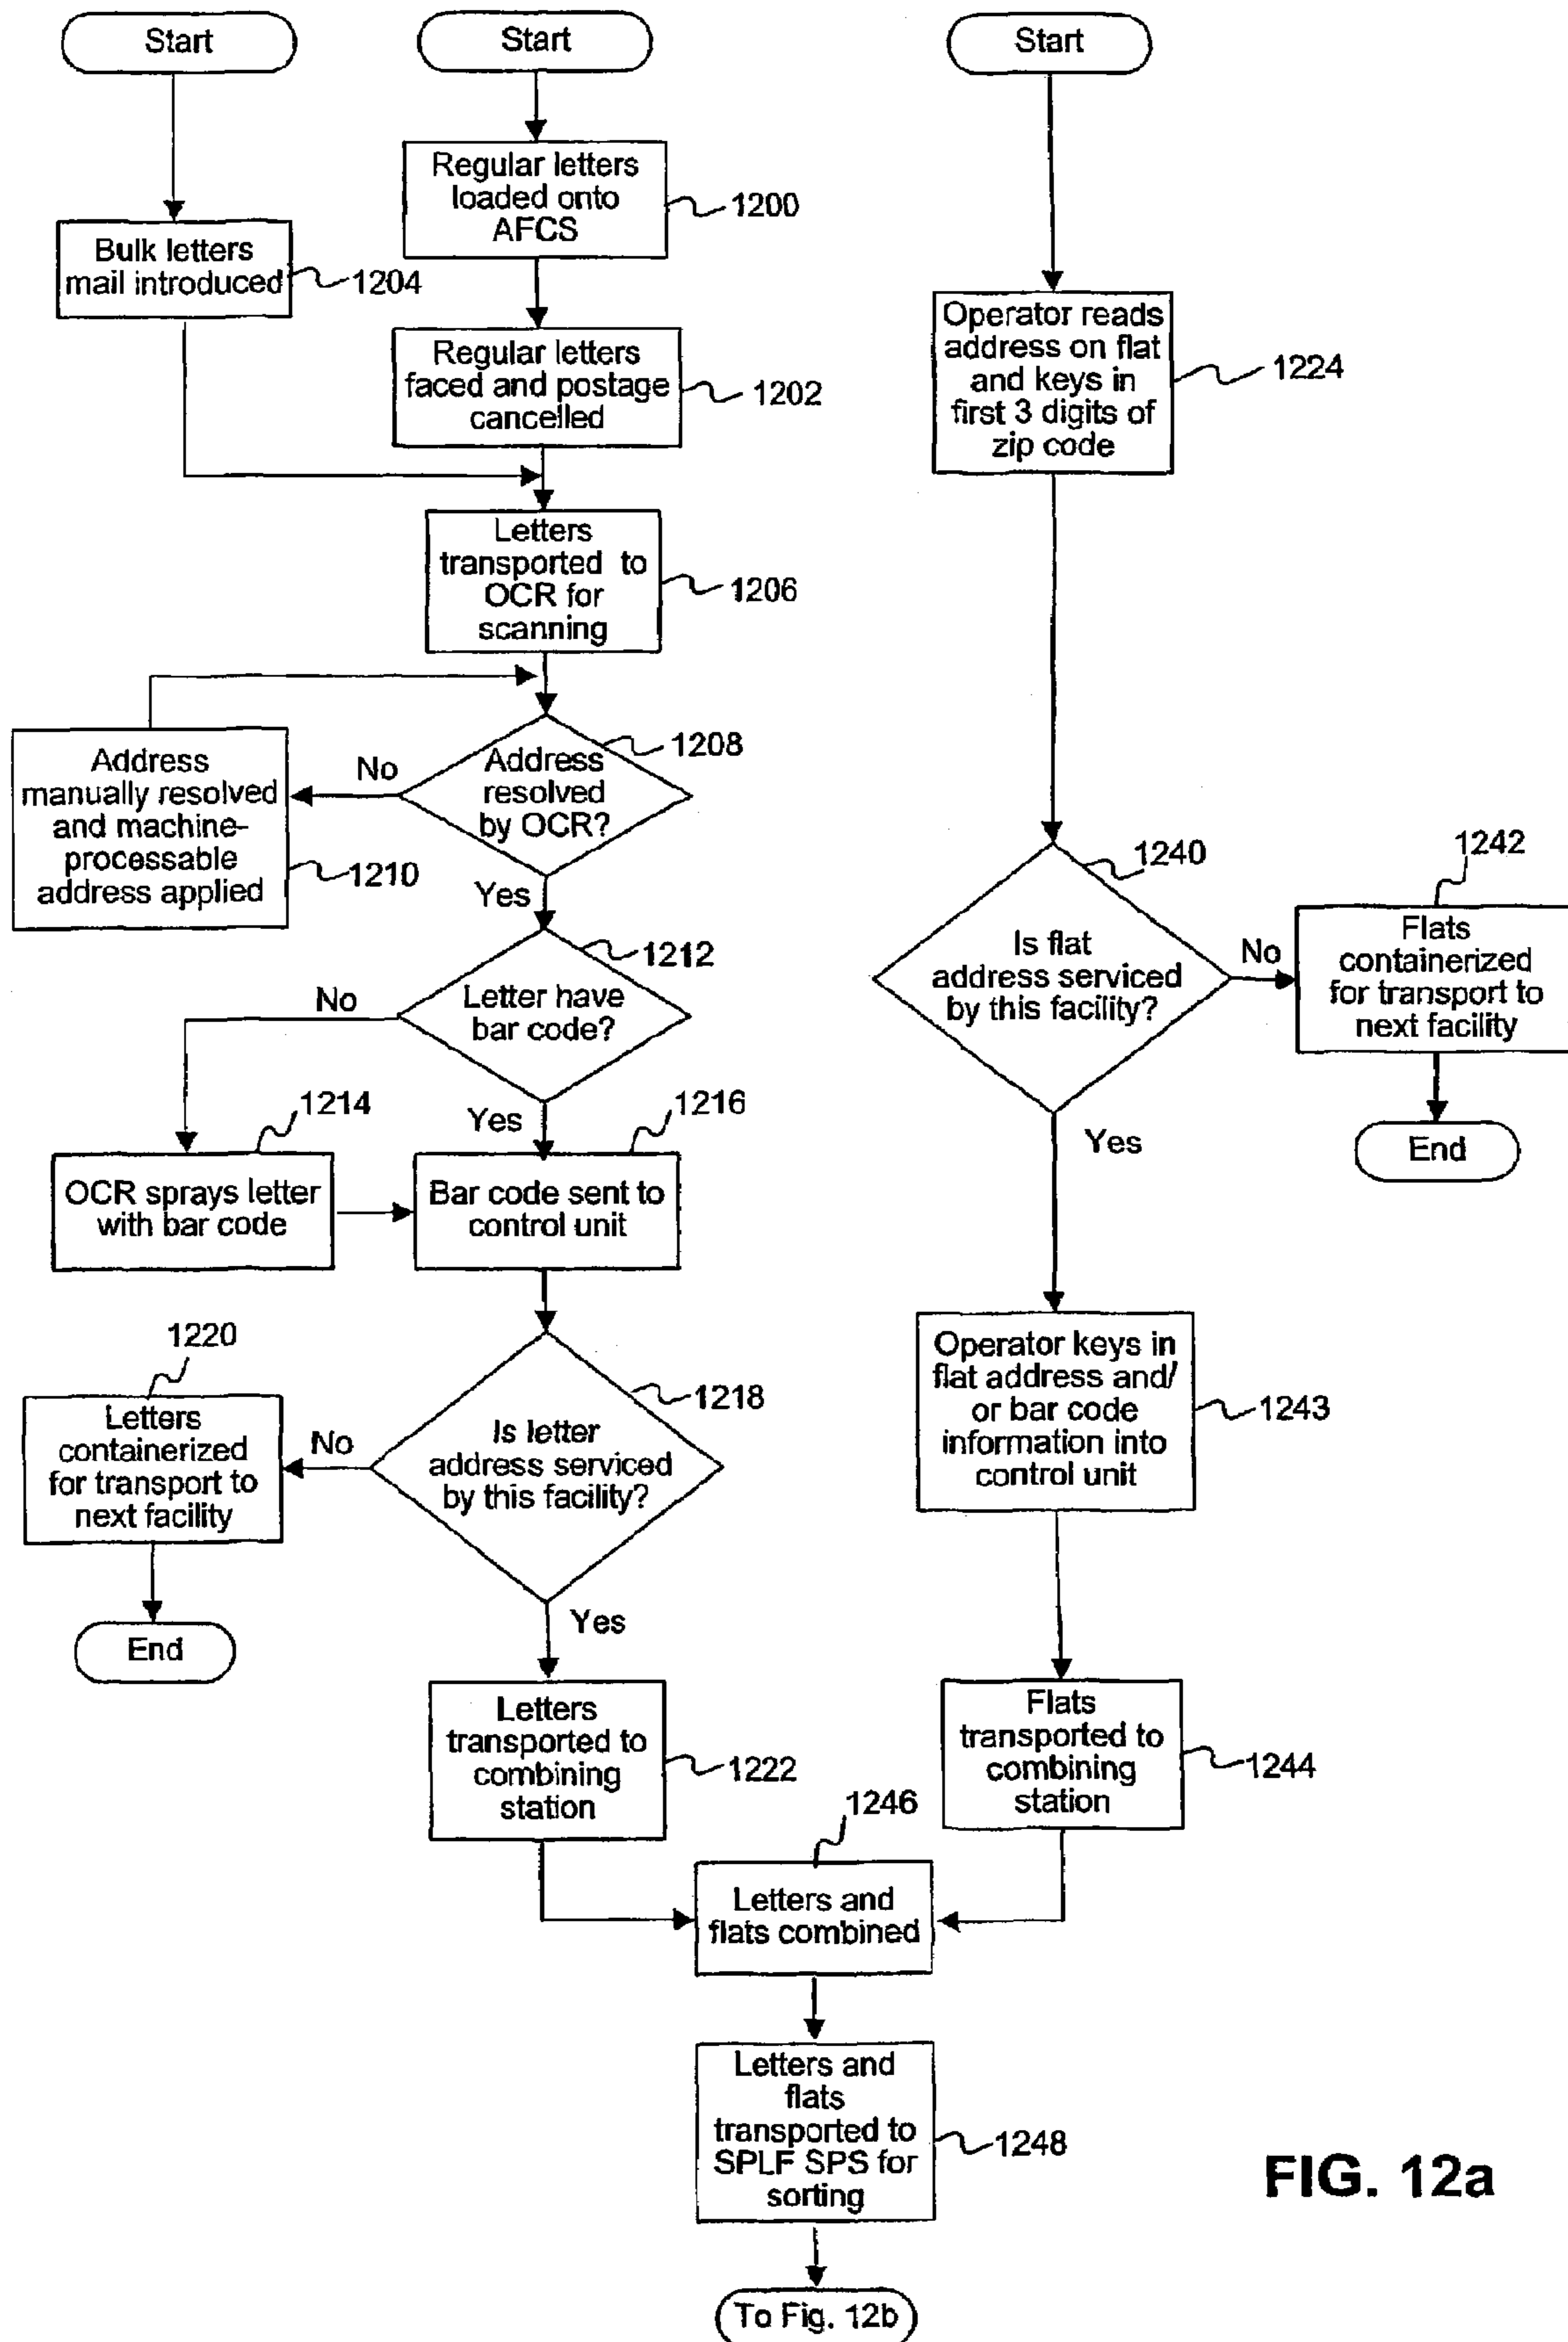 Start
Start
Start
Regular letters
loaded onto
AFCS
1200
Bulk letters
mail introduced
1204
Regular letters
faced and postage
cancelled
1202
Operator reads
address on flat
and keys in
first 3 digits of
zip code
1224
Letters
transported to
OCR for
scanning
1206
Address
resolved
by OCR?
1208
No
Address
manually resolved
and machine-
processable
address applied
1210
Yes
Letter have
bar code?
1212
No
Yes
1214
OCR sprays letter
with bar code
1216
Bar code sent to
control unit
Is flat
address serviced
by this facility?
1240
No
1242
Flats
containerized
for transport to
next facility
End
Yes
Operator keys in
flat address and/
or bar code
information into
control unit
1243
Is letter
address serviced
by this facility?
1218
No
1220
Letters
containerized
for transport to
next facility
End
Yes
Letters
transported to
combining
station
1222
Flats
transported to
combining
station
1244
1246
Letters and
flats combined
Letters and
flats
transported to
SPLF SPS for
sorting
1248
To Fig. 12b
FIG. 12a